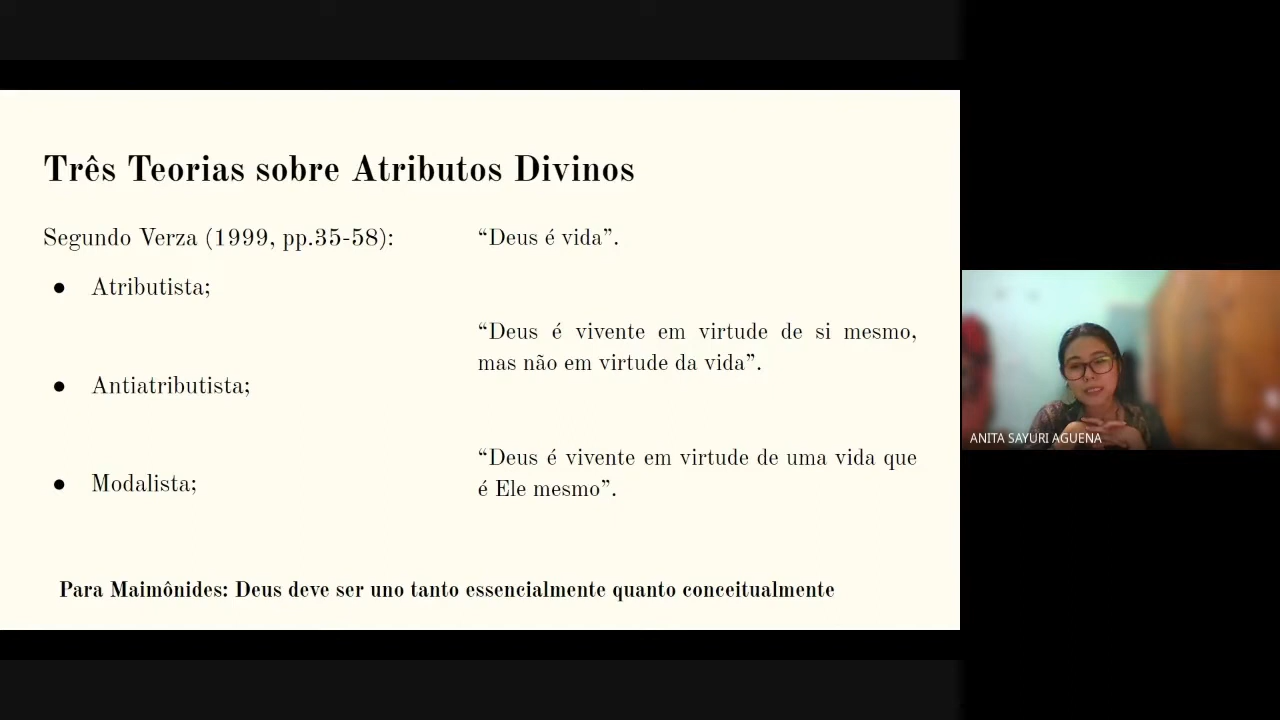 Três Teorias sobre Atributos Divinos
Segundo Verza (1999, pp.35-58):
● Atributista;
● Antiatributista;
● Modalista;
“Deus é vida”.
“Deus é vivente em virtude de si mesmo,
mas não em virtude da vida”.
“Deus é vivente em virtude de uma vida que
é Ele mesmo”.
Para Maimônides: Deus deve ser uno tanto essencialmente quanto conceitualmente
ANITA SAYURI AGUENA